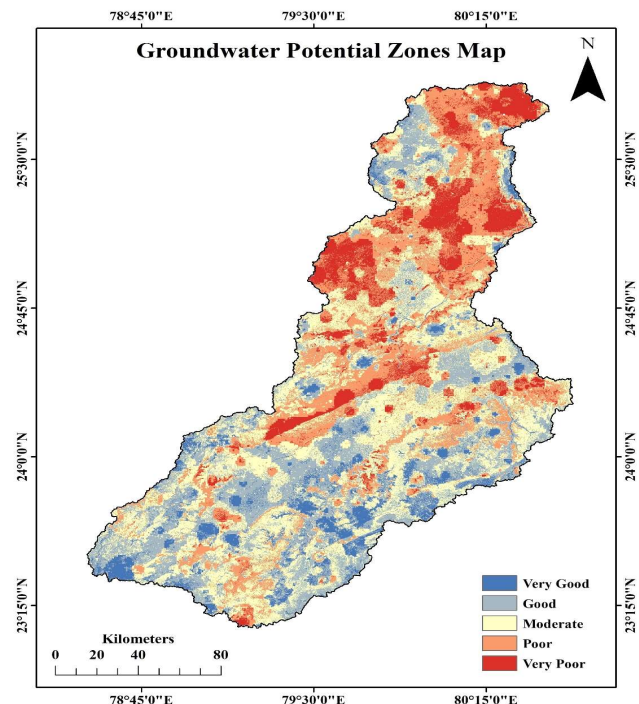 78°45'0"E 79°30'0"E 80°15'0"E
Groundwater Potential Zones Map
N
25°30'0"N 25°30'0"N
24°45'0"N 24°45'0"N
24°0'0"N 24°0'0"N
23°15'0"N 23°15'0"N
Very Good
Good
Moderate
Poor
Very Poor
Kilometers
0 20 40 80
78°45'0"E 79°30'0"E 80°15'0"E